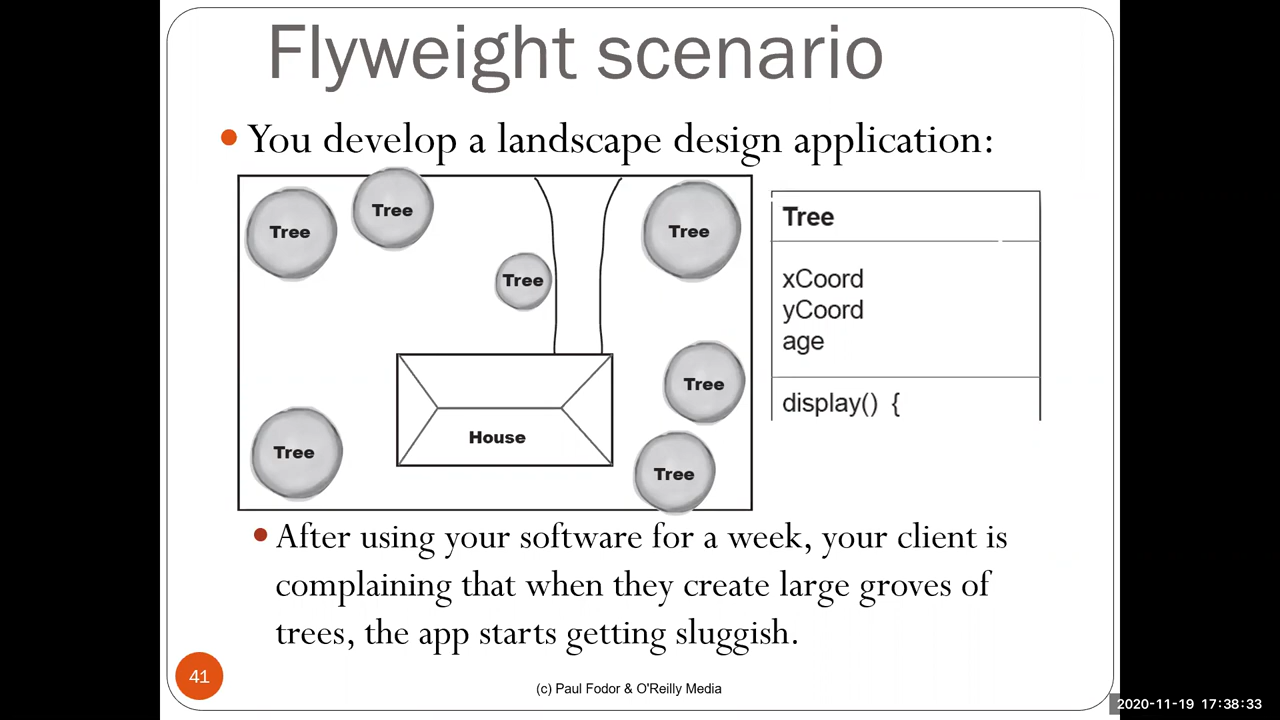 Flyweight scenario
You develop a landscape design application:
Tree
Tree
Tree
Tree
Tree
Tree
Tree
House
Tree
xCoord
yCoord
age
display() {
After using your software for a week, your client is
complaining that when they create large groves of
trees, the app starts getting sluggish.
41
(c) Paul Fodor & O'Reilly Media
2020-11-19 17:38:33